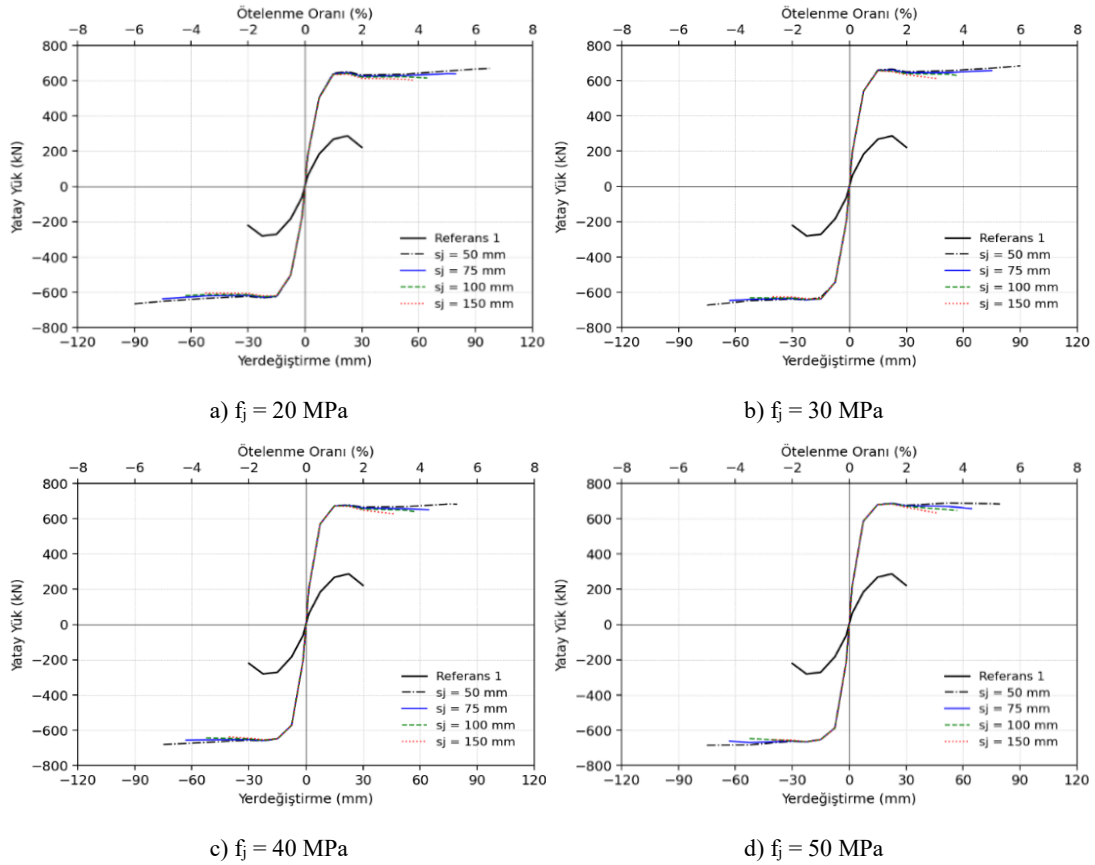 Ötelenme Oranı (%)
−8 −6 −4 −2 0 2 4 6 8
800
600
400
200
0
−200
−400
−600
−800
Yatay Yük (kN)
Referans 1
sj = 50 mm
sj = 75 mm
sj = 100 mm
sj = 150 mm
−120 −90 −60 −30 0 30 60 90 120
Yerdeğiştirme (mm)
a) fj = 20 MPa
Ötelenme Oranı (%)
−8 −6 −4 −2 0 2 4 6 8
800
600
400
200
0
−200
−400
−600
−800
Yatay Yük (kN)
Referans 1
sj = 50 mm
sj = 75 mm
sj = 100 mm
sj = 150 mm
−120 −90 −60 −30 0 30 60 90 120
Yerdeğiştirme (mm)
b) fj = 30 MPa
Ötelenme Oranı (%)
−8 −6 −4 −2 0 2 4 6 8
800
600
400
200
0
−200
−400
−600
−800
Yatay Yük (kN)
Referans 1
sj = 50 mm
sj = 75 mm
sj = 100 mm
sj = 150 mm
−120 −90 −60 −30 0 30 60 90 120
Yerdeğiştirme (mm)
c) fj = 40 MPa
Ötelenme Oranı (%)
−8 −6 −4 −2 0 2 4 6 8
800
600
400
200
0
−200
−400
−600
−800
Yatay Yük (kN)
Referans 1
sj = 50 mm
sj = 75 mm
sj = 100 mm
sj = 150 mm
−120 −90 −60 −30 0 30 60 90 120
Yerdeğiştirme (mm)
d) fj = 50 MPa